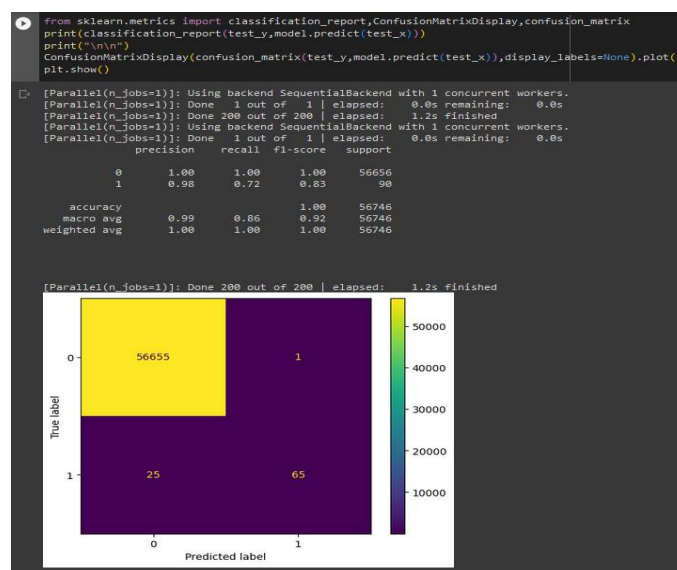 from sklearn.metrics import classification_report,ConfusionMatrixDisplay,confusion_matrix
print(classification_report(test_y,model.predict(test_x)))
print("\n\n")
ConfusionMatrixDisplay(confusion_matrix(test_y,model.predict(test_x)),display_labels=None).plot(
plt.show()
[Parallel(n_jobs=1)]: Using backend SequentialBackend with 1 concurrent workers.
[Parallel(n_jobs=1)]: Done 1 out of 1 | elapsed: 0.0s remaining: 0.0s
[Parallel(n_jobs=1)]: Done 200 out of 200 | elapsed: 1.2s finished
[Parallel(n_jobs=1)]: Using backend SequentialBackend with 1 concurrent workers.
[Parallel(n_jobs=1)]: Done 1 out of 1 | elapsed: 0.0s remaining: 0.0s
precision recall f1-score support
0 1.00 1.00 1.00 56656
1 0.98 0.72 0.83 90
accuracy 1.00 56746
macro avg 0.99 0.86 0.92 56746
weighted avg 1.00 1.00 1.00 56746
[Parallel(n_jobs=1)]: Done 200 out of 200 | elapsed: 1.2s finished
50000
0 56655 1
40000
30000
True label
20000
1 25 65
10000
0 1
Predicted label